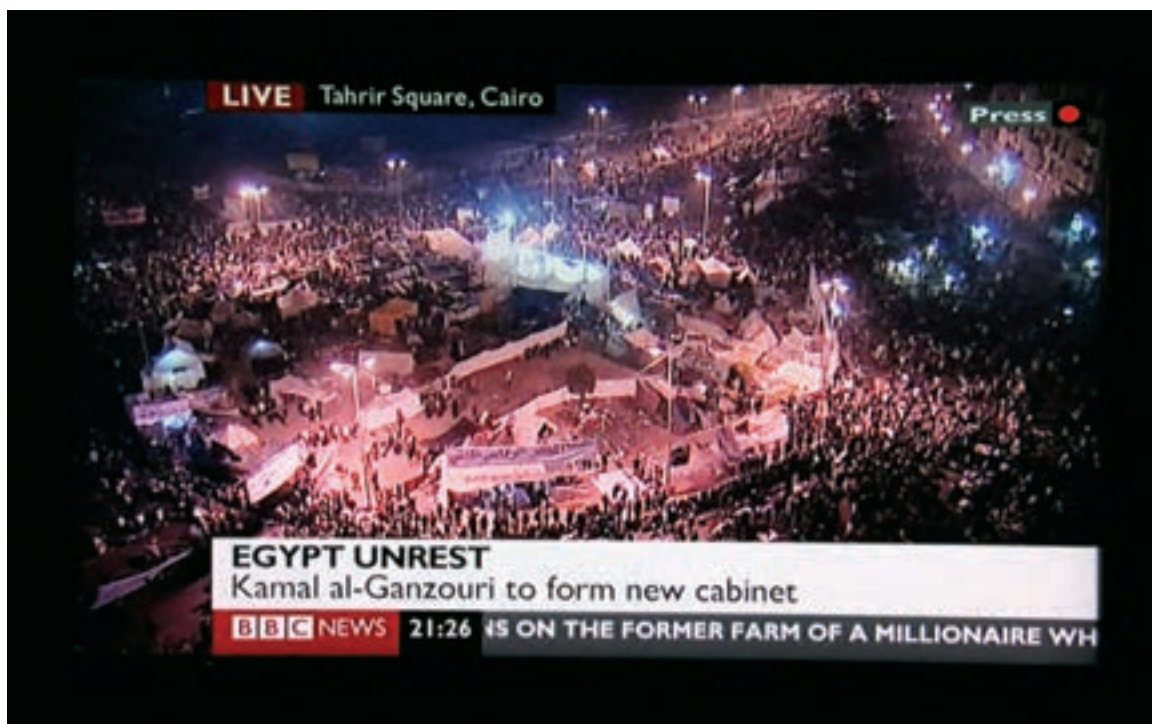 LIVE Tahrir Square, Cairo
Press
EGYPT UNREST
Kamal al-Ganzouri to form new cabinet
BBC NEWS 21:26 IS ON THE FORMER FARM OF A MILLIONAIRE WH